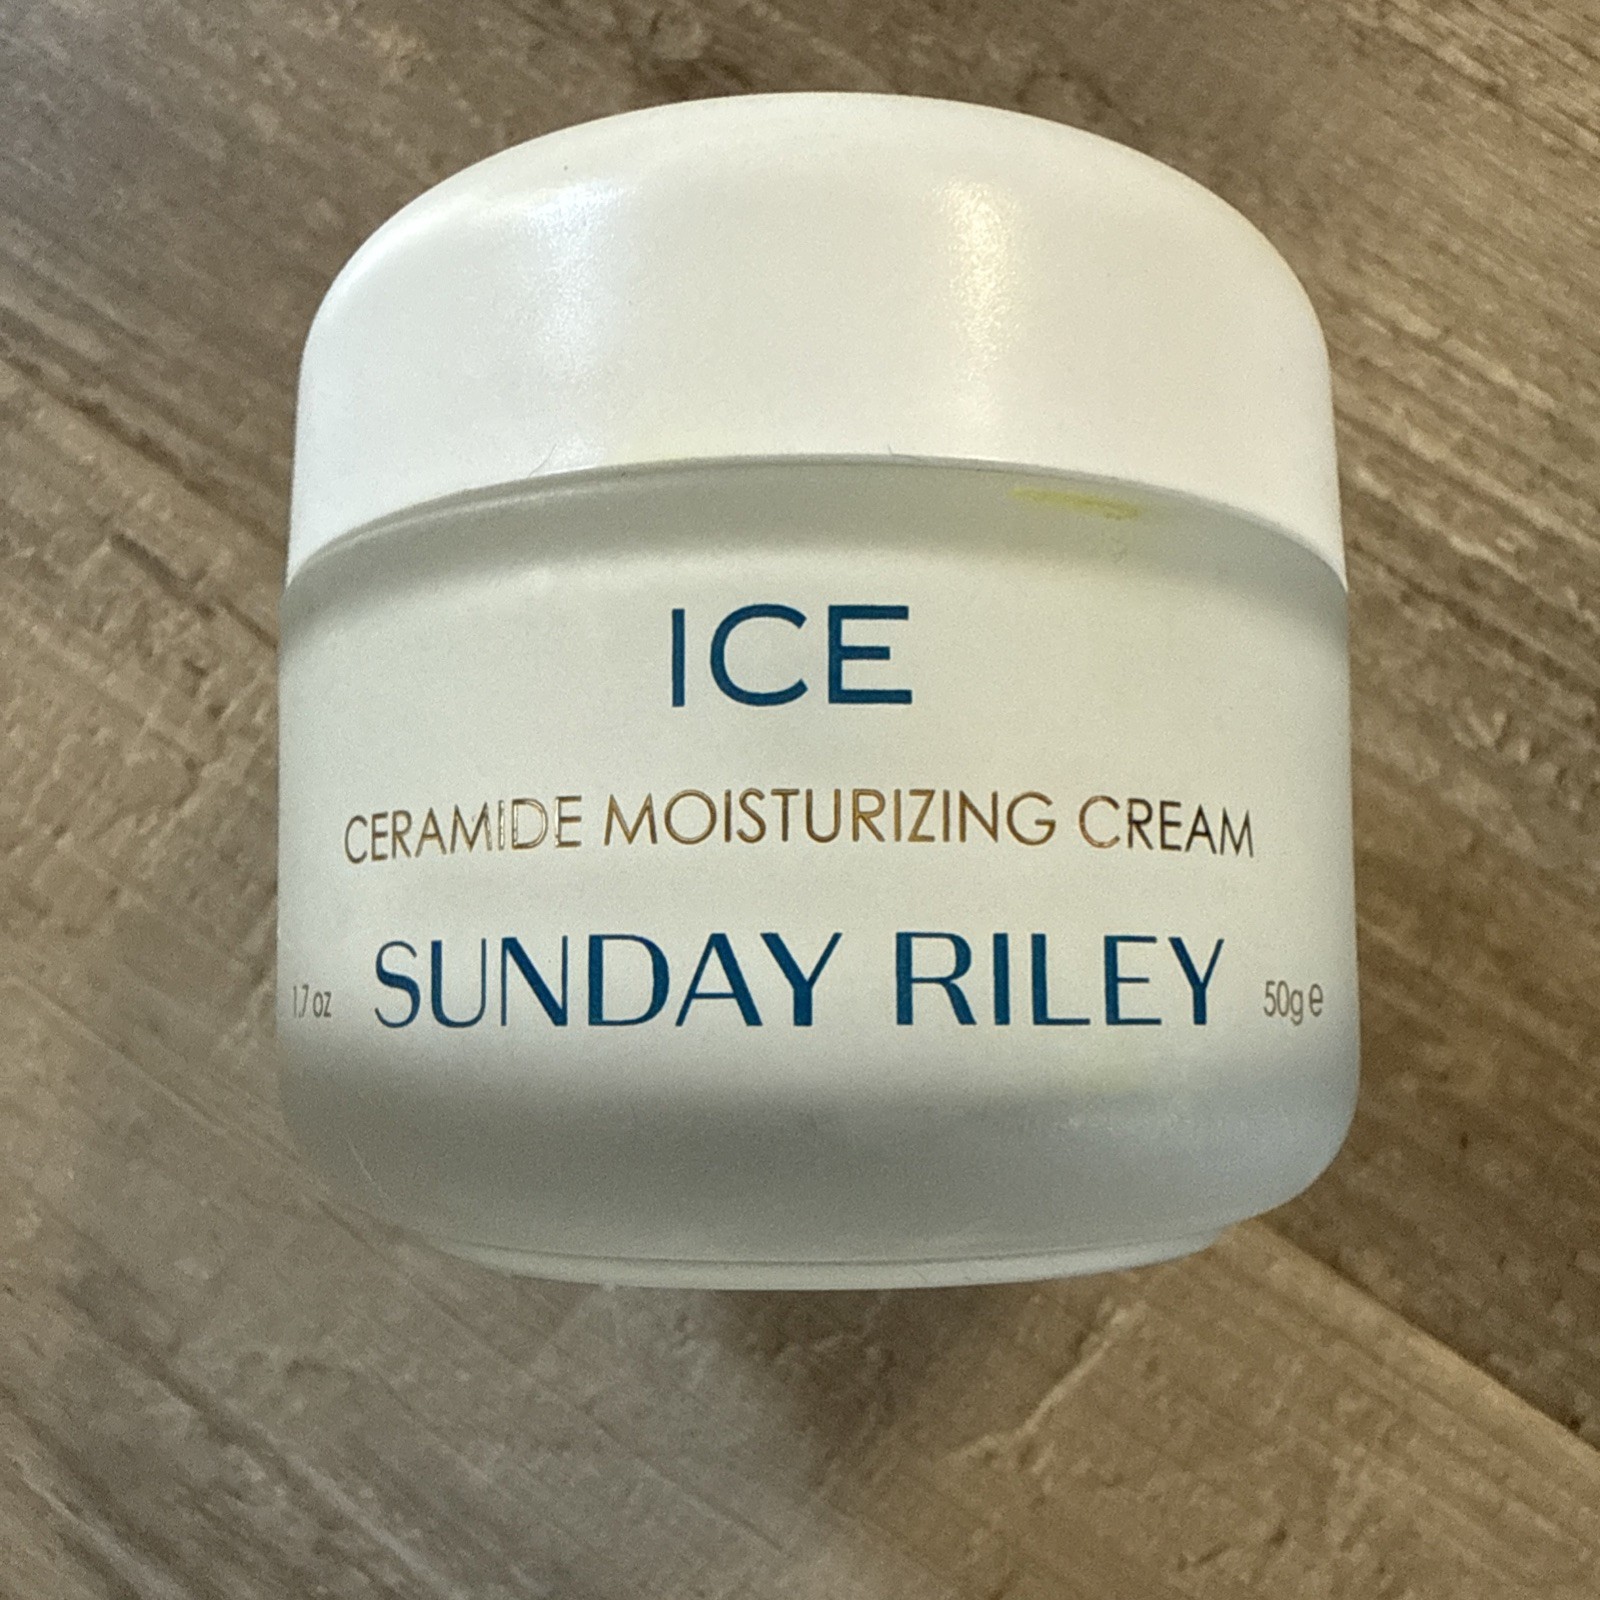 ICE
CERAMIDE MOISTURIZING CREAM
SUNDAY RILEY
1.7 oz
50g e